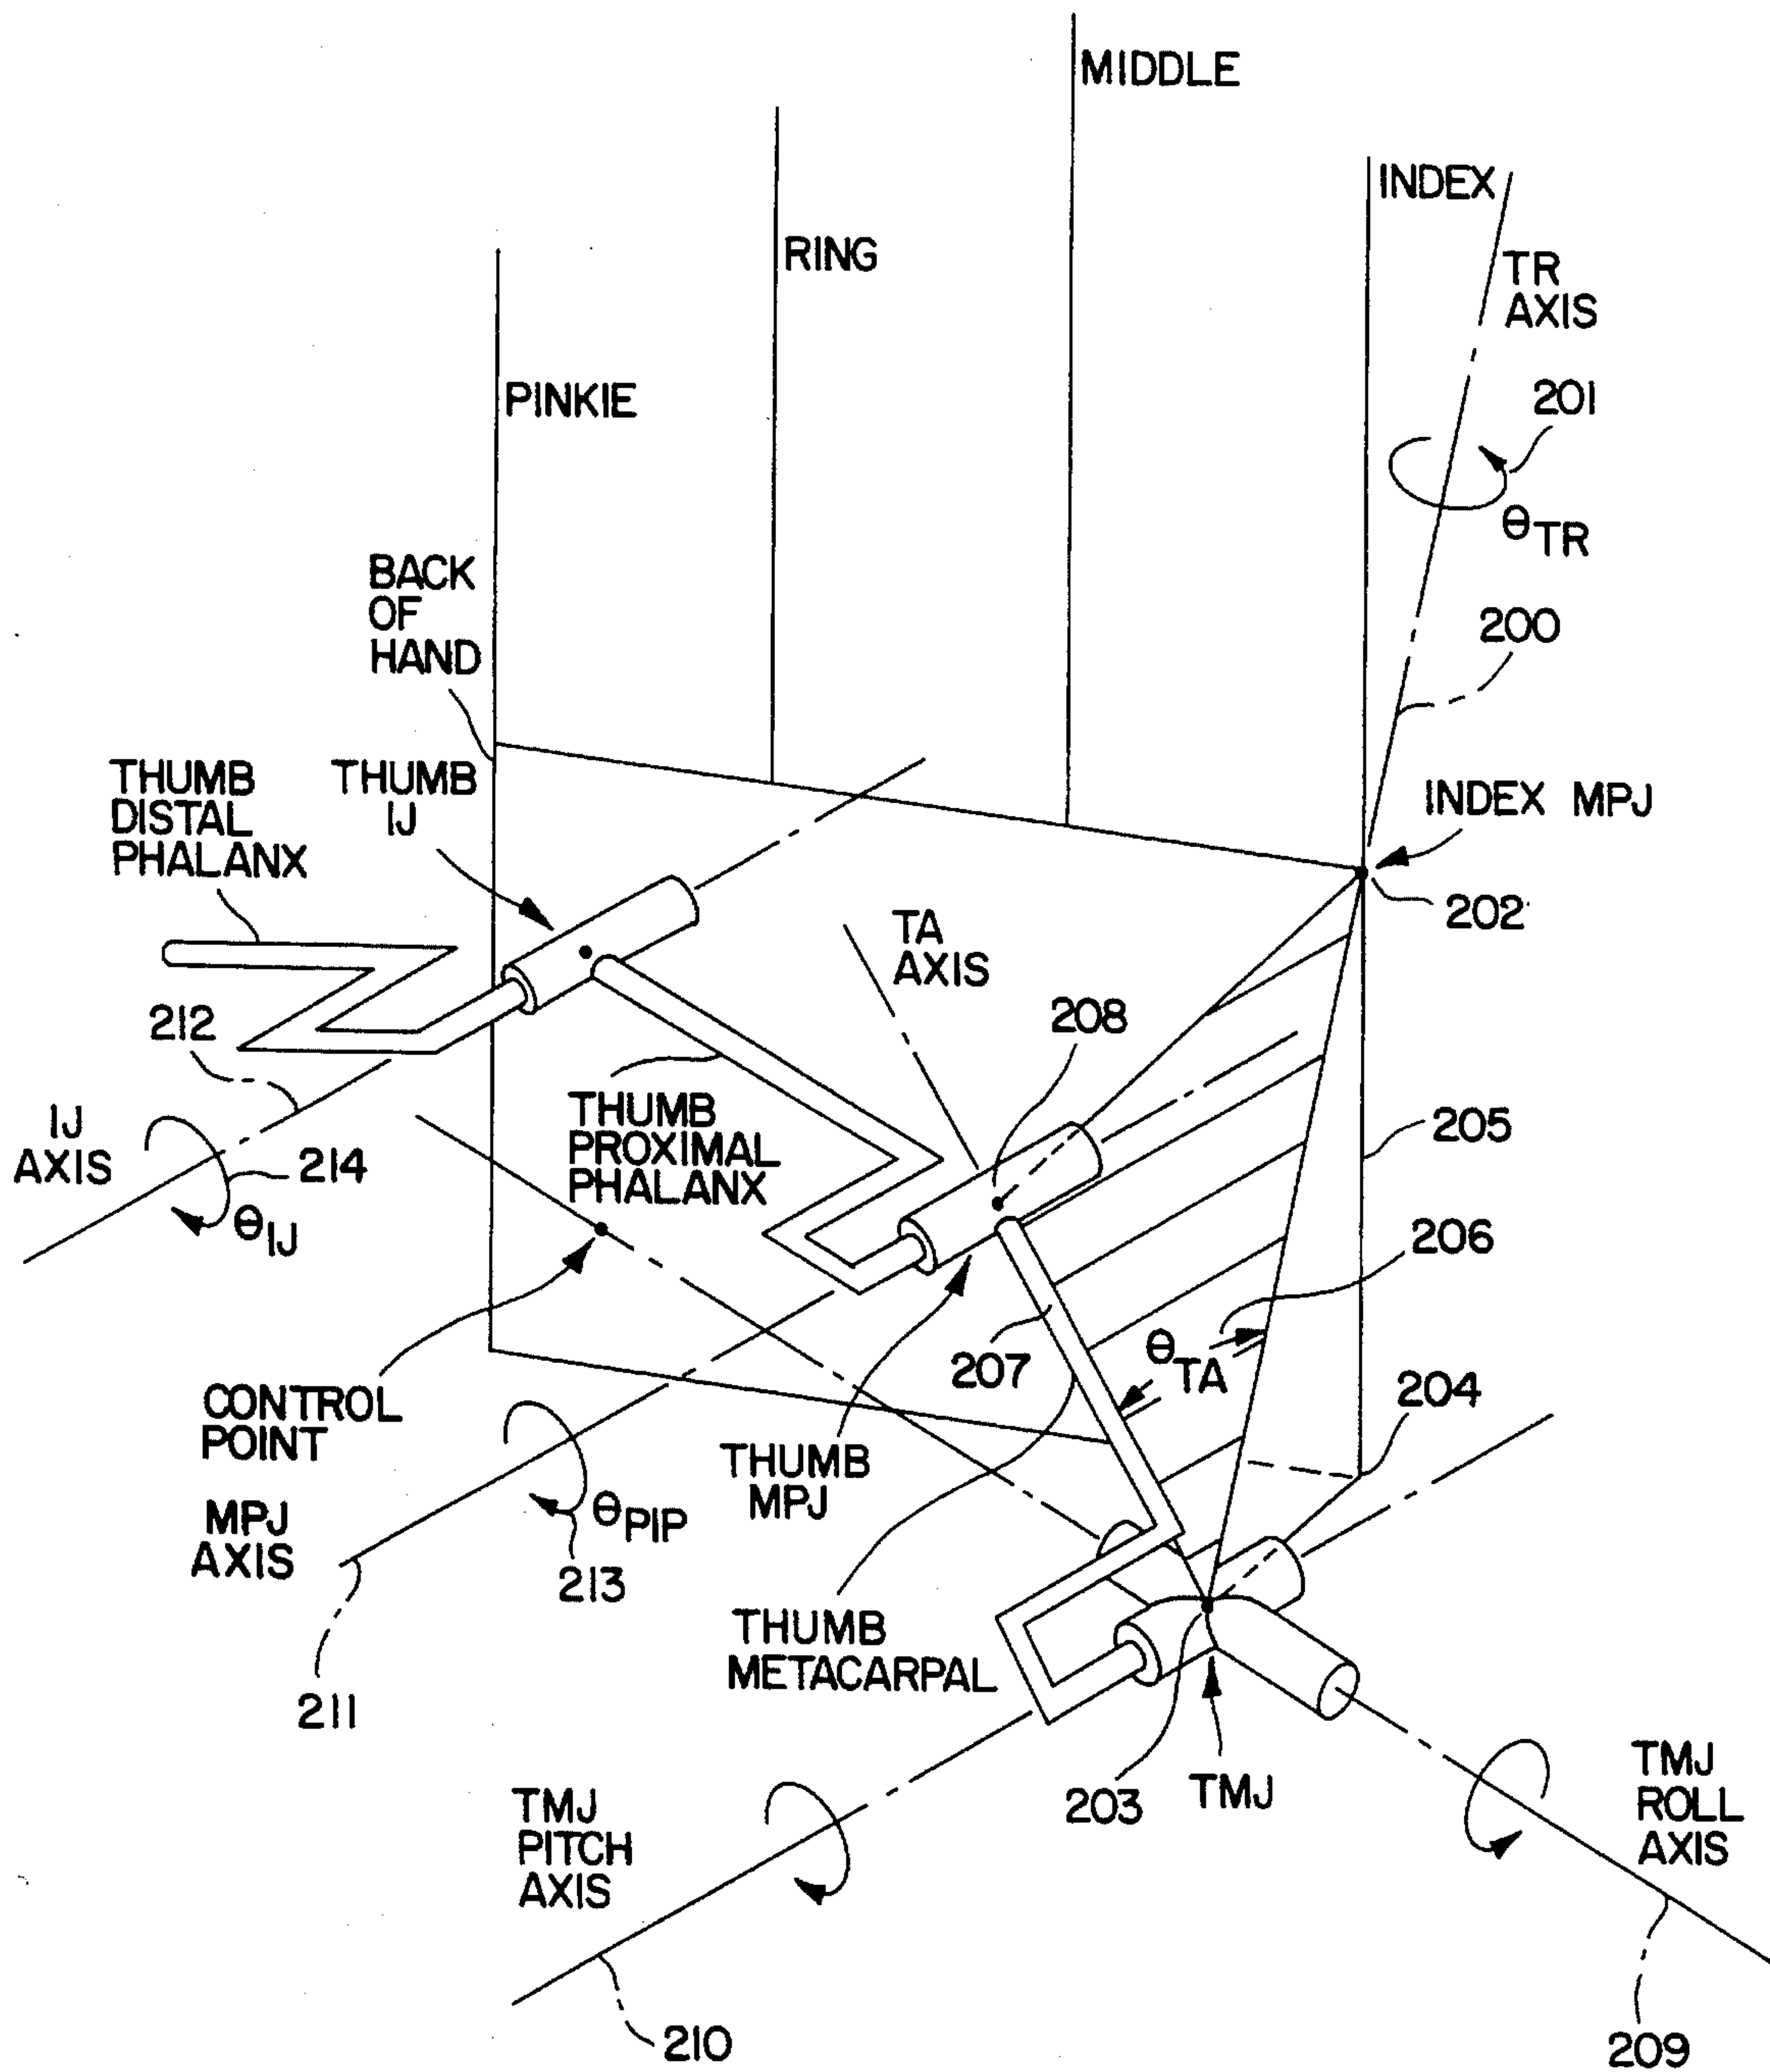 MIDDLE
INDEX
RING
TR
AXIS
PINKIE
201
θTR
BACK
OF
HAND
200
THUMB
DISTAL
PHALANX
THUMB
IJ
INDEX MPJ
202
TA
AXIS
212
208
IJ
AXIS
THUMB
PROXIMAL
PHALANX
205
214
θIJ
206
θTA
207
204
CONTROL
POINT
THUMB
MPJ
MPJ
AXIS
θPIP
213
THUMB
METACARPAL
211
203
TMJ
TMJ
PITCH
AXIS
TMJ
ROLL
AXIS
210
209